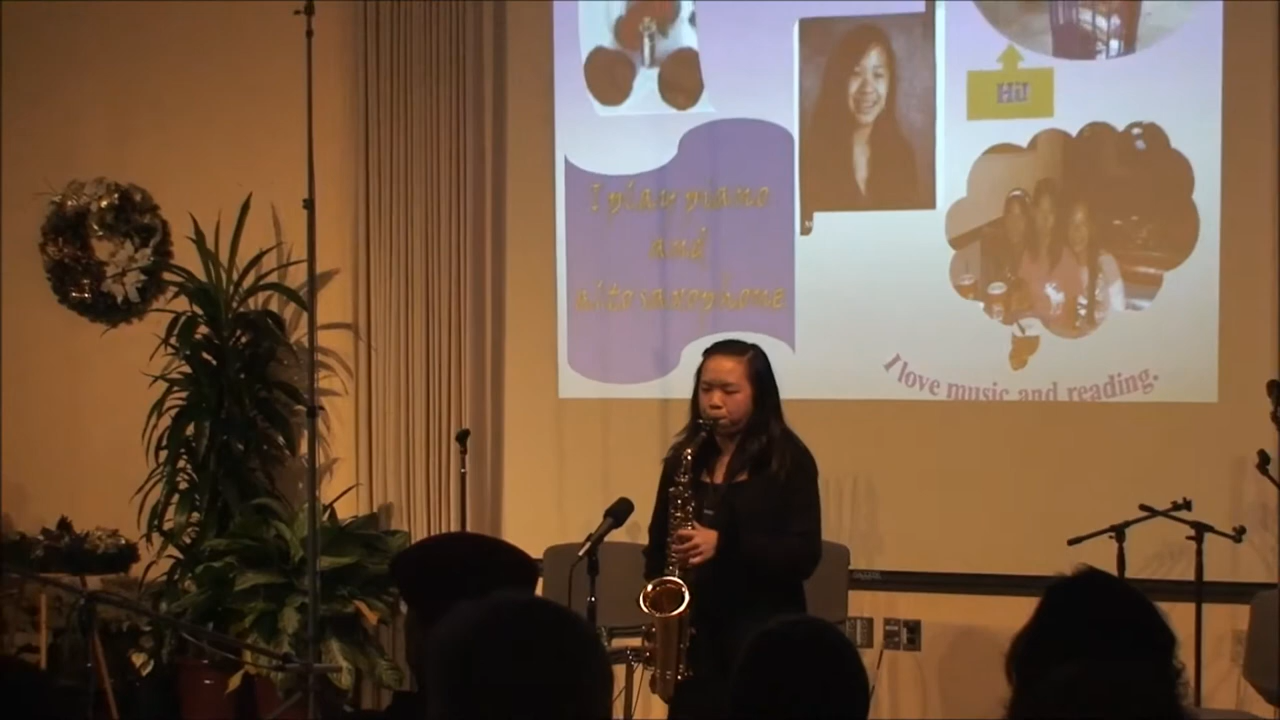 Hi!
I play piano
and
alto saxophone
I love music and reading.